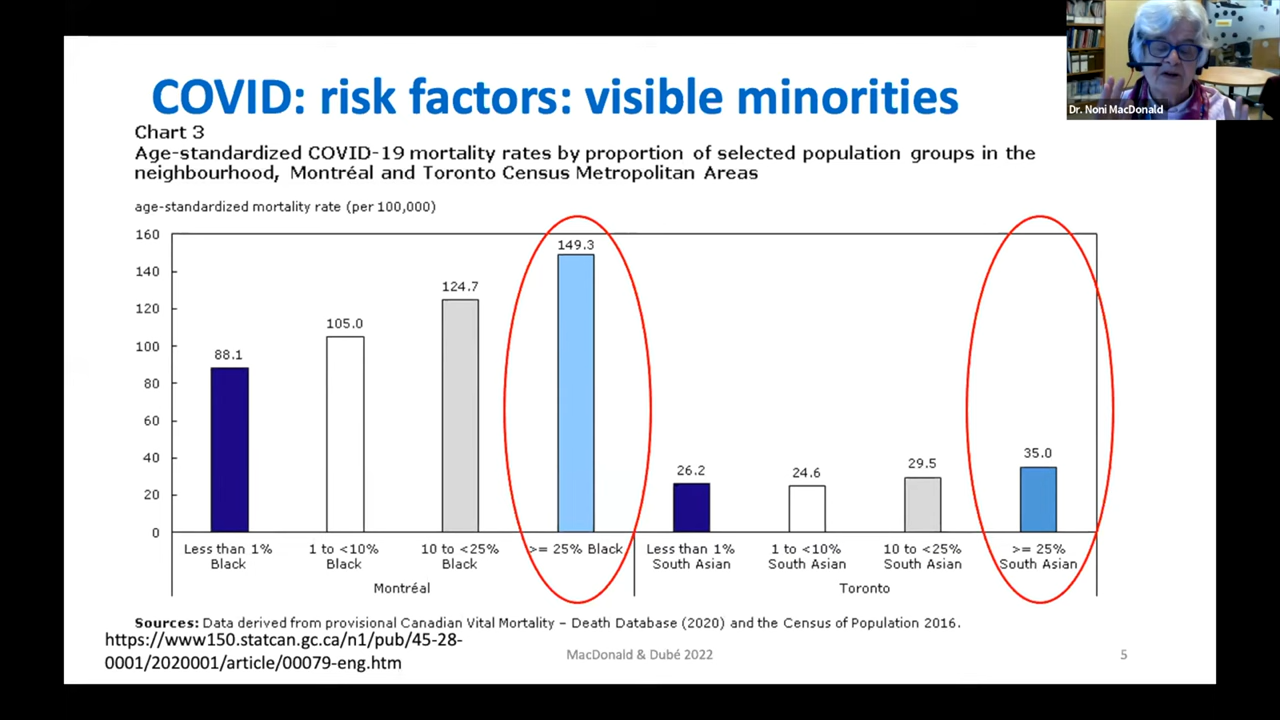 COVID: risk factors: visible minorities
Dr. Noni MacDonald
Chart 3
Age-standardized COVID-19 mortality rates by proportion of selected population groups in the
neighbourhood, Montréal and Toronto Census Metropolitan Areas
age-standardized mortality rate (per 100,000)
160
140
120
100
80
60
40
20
0
88.1
105.0
124.7
149.3
26.2
24.6
29.5
35.0
Less than 1%
Black
1 to <10%
Black
10 to <25%
Black
>= 25% Black
Less than 1%
South Asian
1 to <10%
South Asian
10 to <25%
South Asian
>= 25%
South Asian
Montréal
Toronto
Sources: Data derived from provisional Canadian Vital Mortality – Death Database (2020) and the Census of Population 2016.
https://www150.statcan.gc.ca/n1/pub/45-28-
0001/2020001/article/00079-eng.htm
MacDonald & Dubé 2022
5